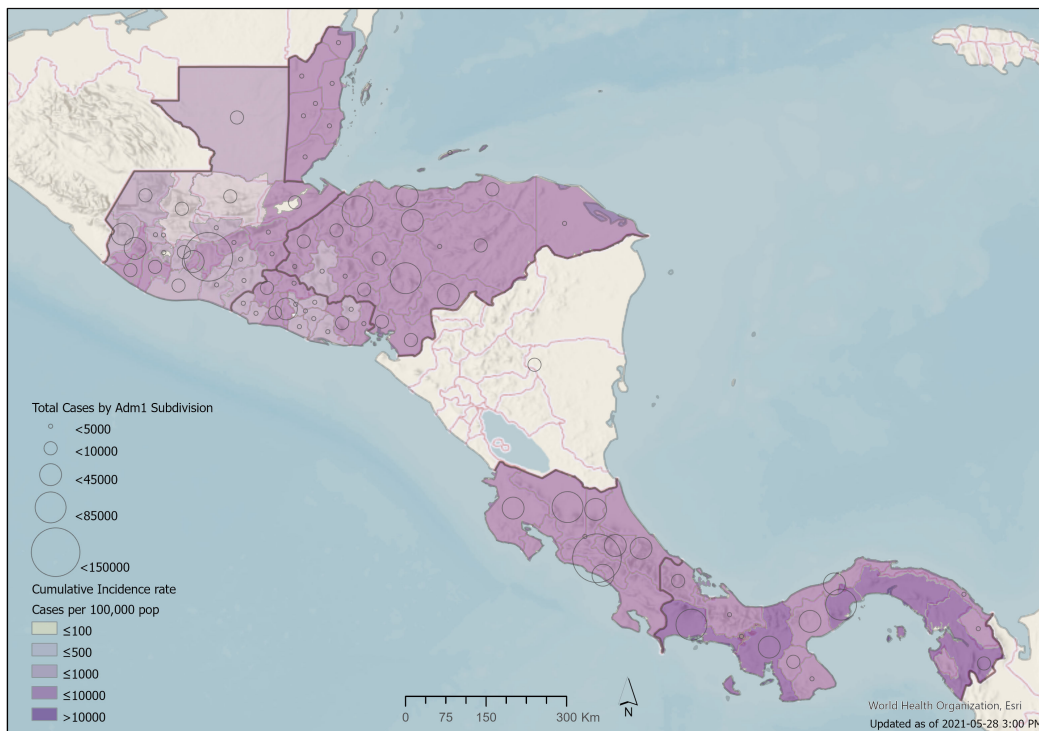 Total Cases by Adm1 Subdivision
<5000
<10000
<45000
<85000
<150000
Cumulative Incidence rate
Cases per 100,000 pop
≤100
≤500
≤1000
≤10000
>10000
0 75 150 300 Km
N
World Health Organization, Esri
Updated as of 2021-05-28 3:00 PM